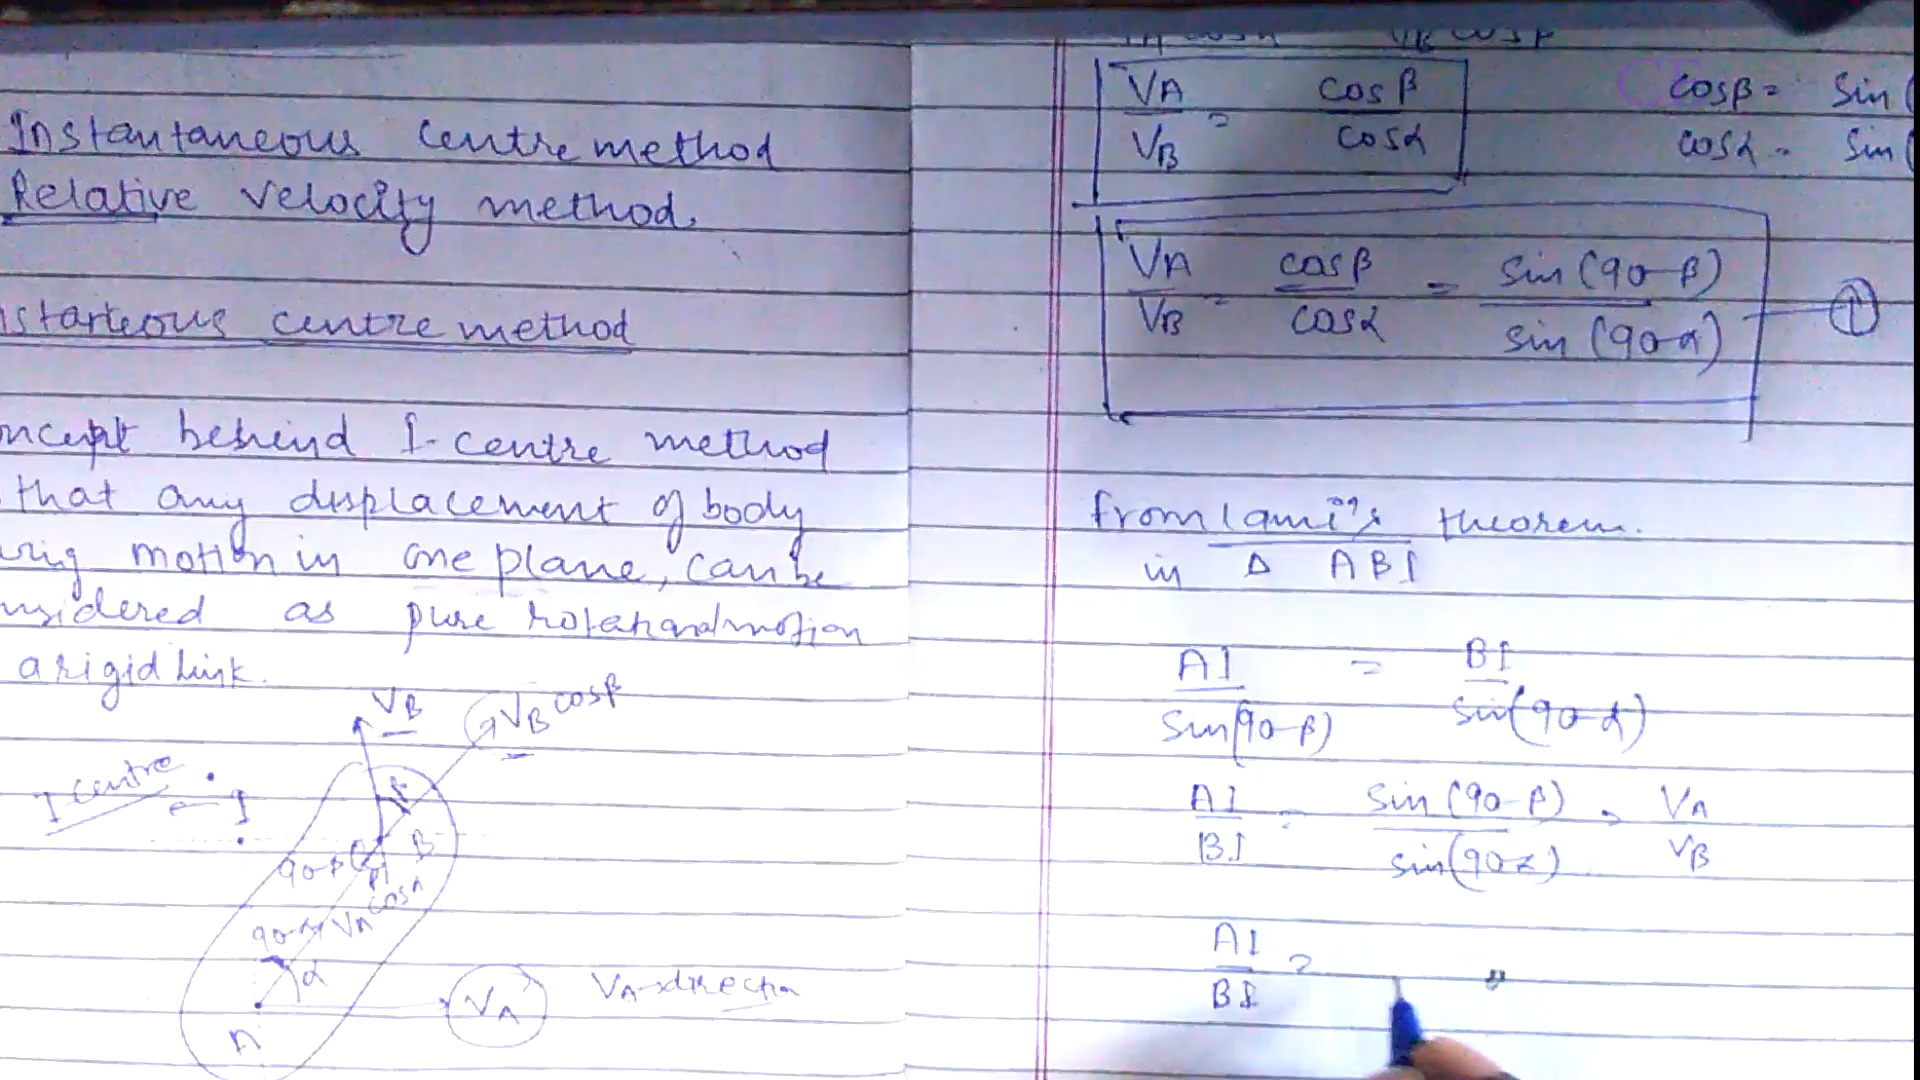 Instantaneous centre method
Relative velocity method.
centre method
behind I-centre method
that any displacement of body
motion in one plane, can be
as pure rotational motion
a rigid link.
VB
VB cosβ
I centre
I
β
90-β
B
VA cosα
90-α
α
A
VA
VA → direction
VA / VB = cosβ / cosα
cosβ = sin(
cosα = sin(
VA / VB = cosβ / cosα = sin(90-β) / sin(90-α) — 1
from lami's theorem.
in Δ ABI
AI / sin(90-β) = BI / sin(90-α)
AI / BI = sin(90-β) / sin(90-α) = VA / VB
AI / BI =